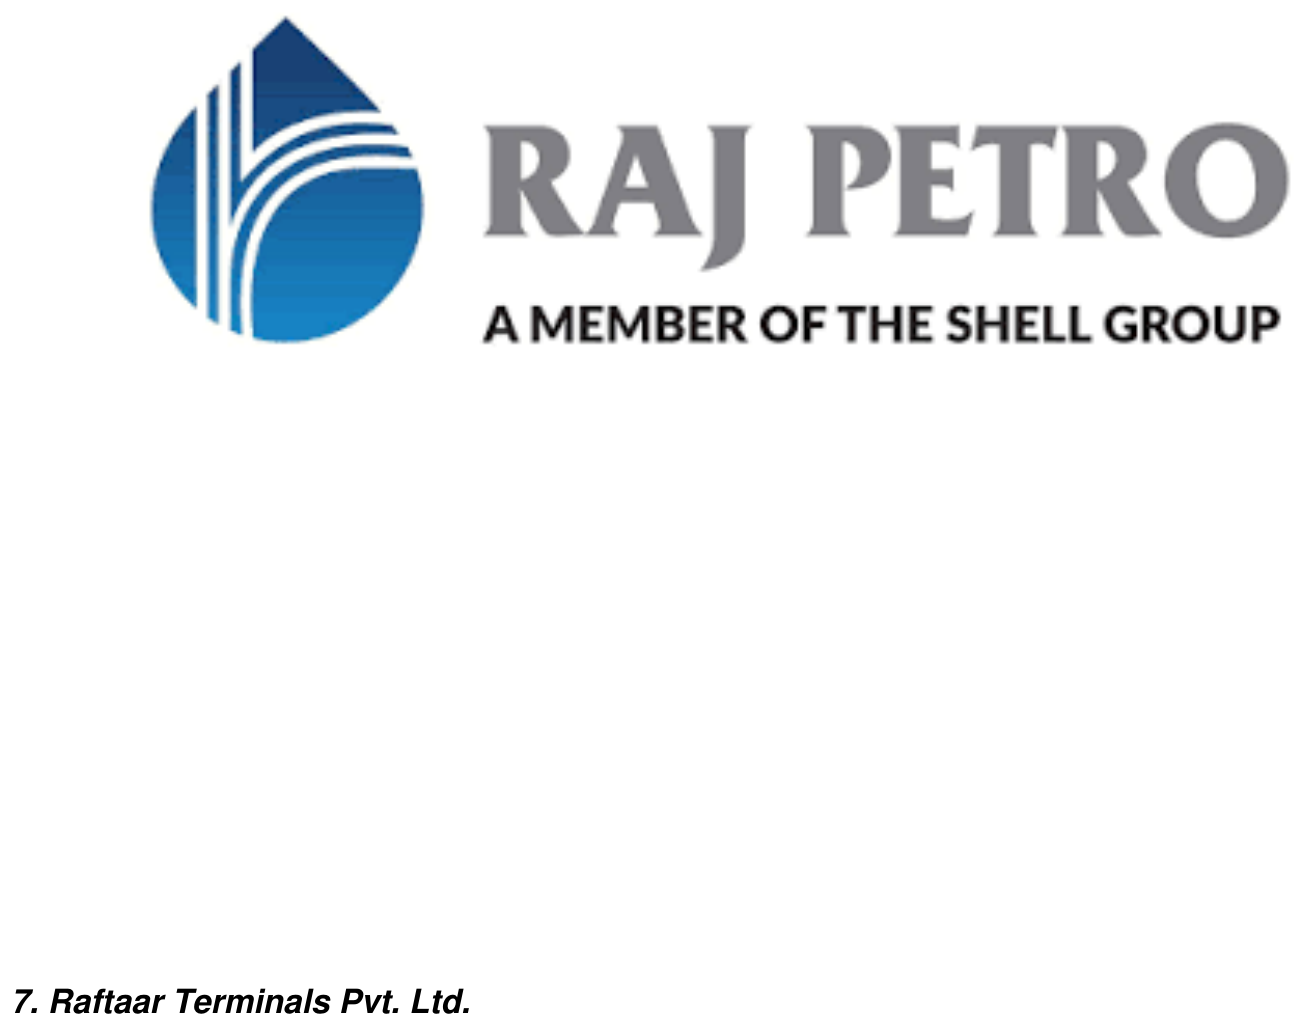 RAJ PETRO
A MEMBER OF THE SHELL GROUP
7. Raftaar Terminals Pvt. Ltd.